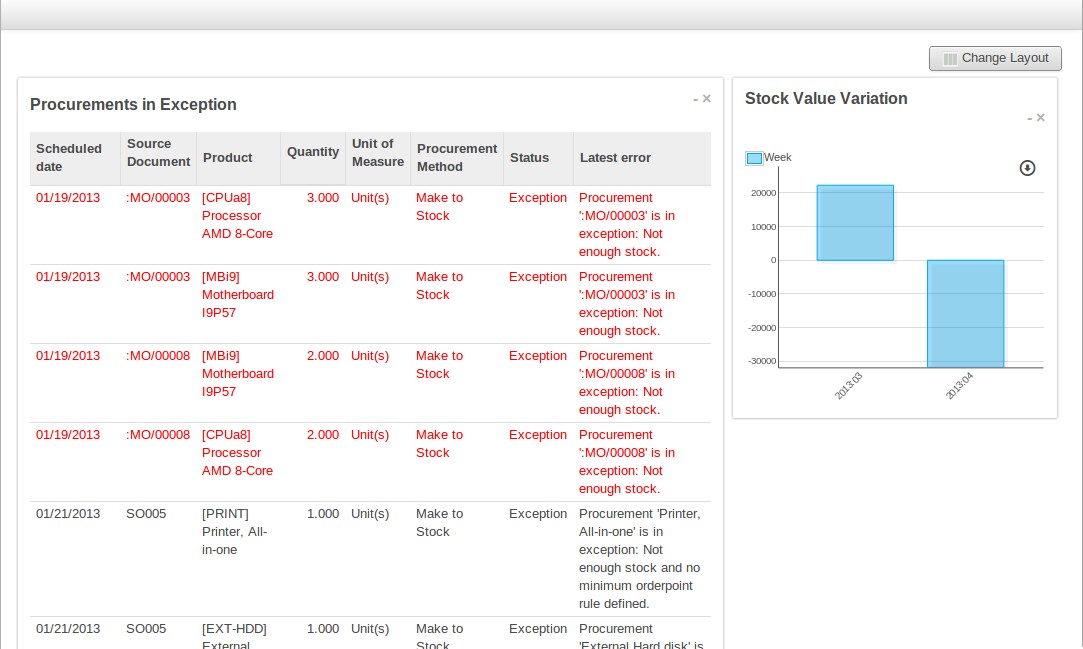 Change Layout
Procurements in Exception
- ×
Scheduled
date
Source
Document
Product
Quantity
Unit of
Measure
Procurement
Method
Status
Latest error
01/19/2013 :MO/00003 [CPUa8] 3.000 Unit(s) Make to Exception Procurement
Processor Stock ':MO/00003' is in
AMD 8-Core exception: Not
enough stock.
01/19/2013 :MO/00003 [MBi9] 3.000 Unit(s) Make to Exception Procurement
Motherboard Stock ':MO/00003' is in
I9P57 exception: Not
enough stock.
01/19/2013 :MO/00008 [MBi9] 2.000 Unit(s) Make to Exception Procurement
Motherboard Stock ':MO/00008' is in
I9P57 exception: Not
enough stock.
01/19/2013 :MO/00008 [CPUa8] 2.000 Unit(s) Make to Exception Procurement
Processor Stock ':MO/00008' is in
AMD 8-Core exception: Not
enough stock.
01/21/2013 SO005 [PRINT] 1.000 Unit(s) Make to Exception Procurement 'Printer,
Printer, All- Stock All-in-one' is in
in-one exception: Not
enough stock and no
minimum orderpoint
rule defined.
01/21/2013 SO005 [EXT-HDD] 1.000 Unit(s) Make to Exception Procurement
External Stock 'External Hard disk' is
Stock Value Variation
- ×
Week
20000
10000
0
-10000
-20000
-30000
2013:03
2013:04